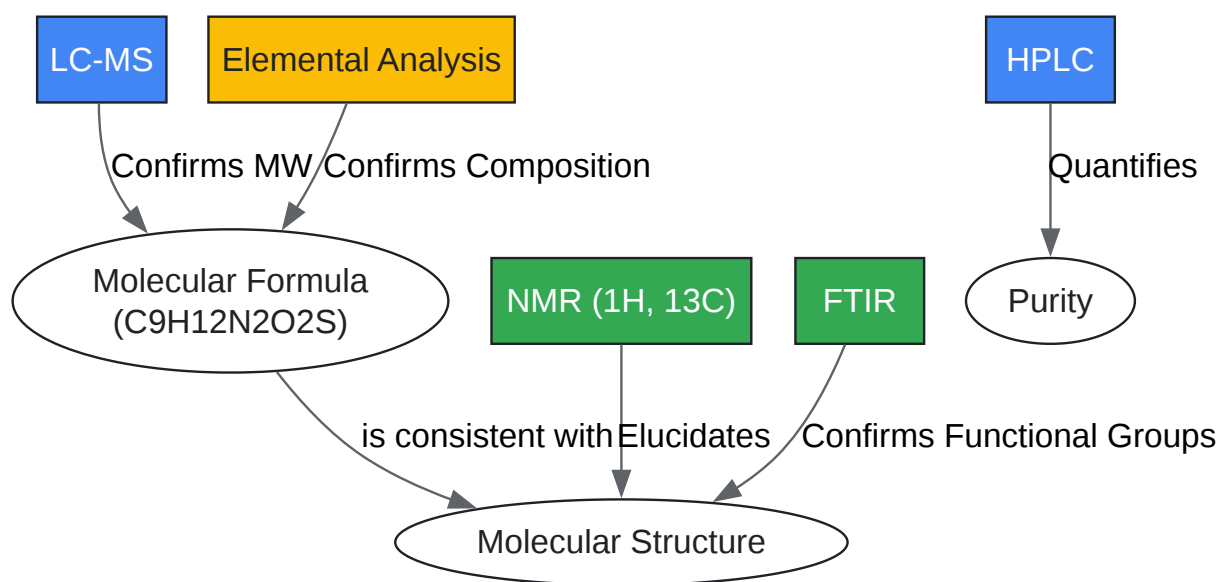 LC-MS
Elemental Analysis
HPLC
Confirms MW
Confirms Composition
Quantifies
Molecular Formula
(C9H12N2O2S)
NMR (1H, 13C)
FTIR
Purity
is consistent with
Elucidates
Confirms Functional Groups
Molecular Structure